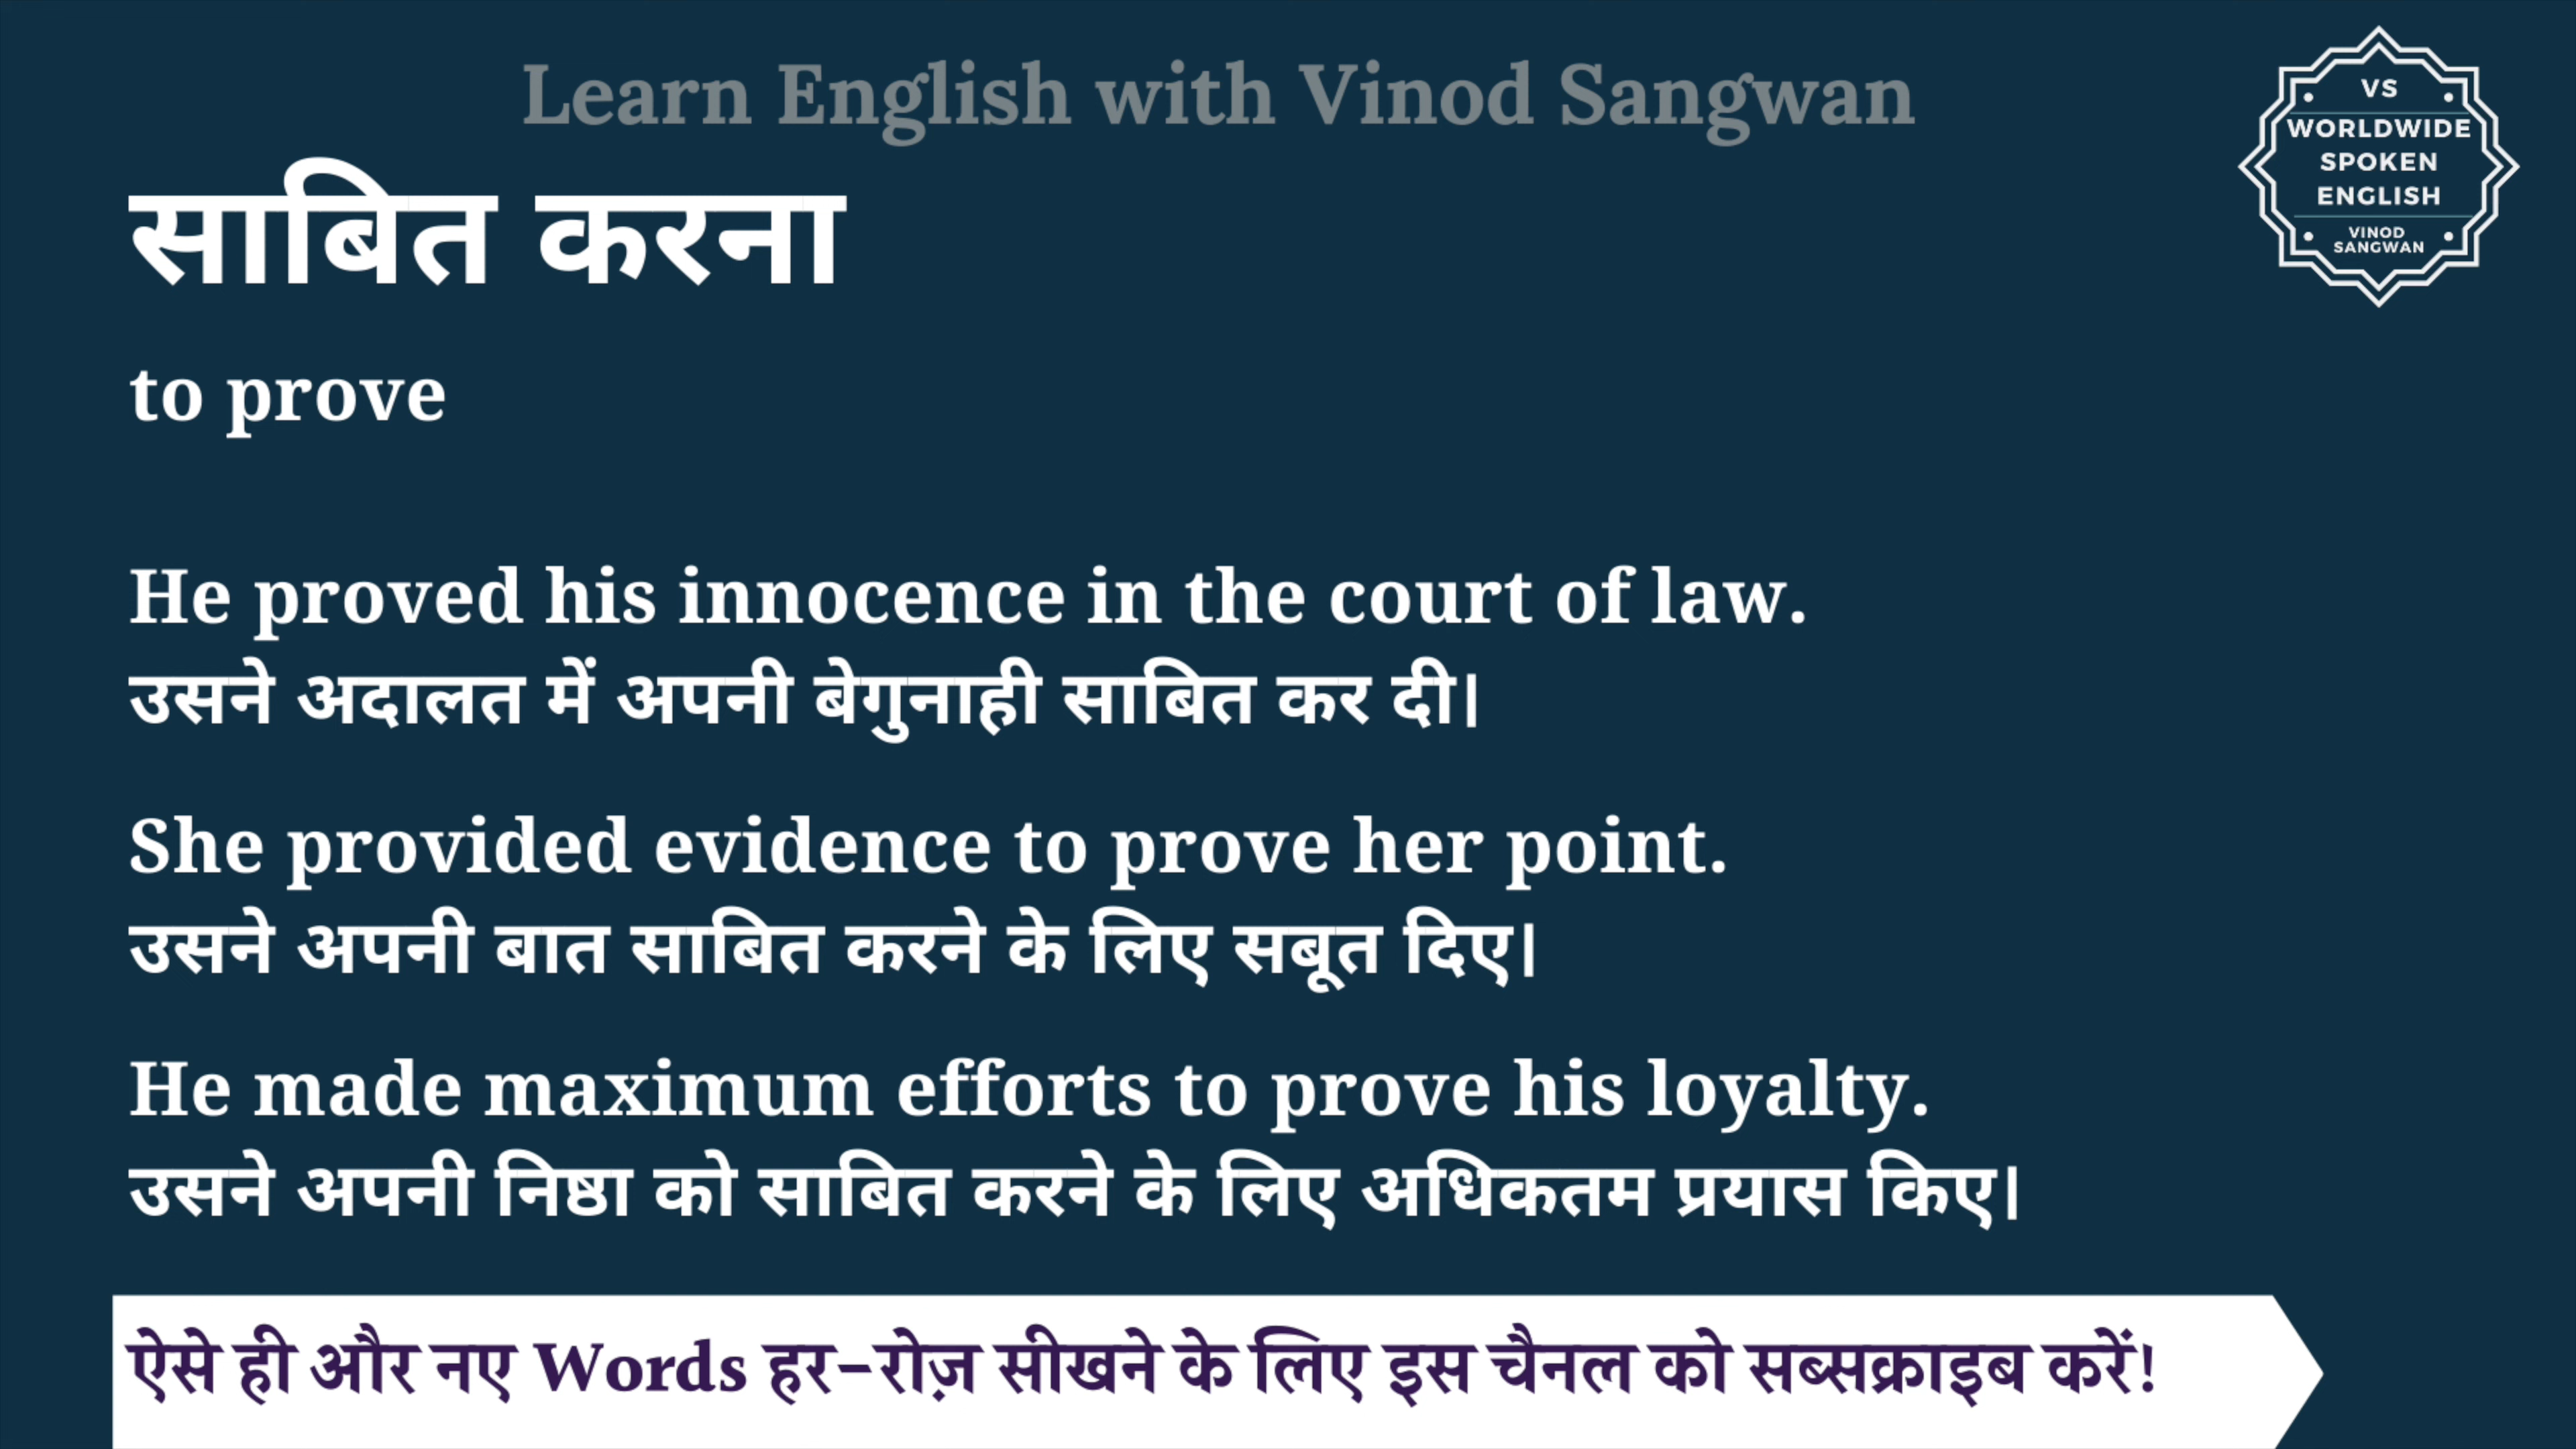 Learn English with Vinod Sangwan
VS
WORLDWIDE
SPOKEN
ENGLISH
VINOD
SANGWAN
साबित करना
to prove
He proved his innocence in the court of law.
उसने अदालत में अपनी बेगुनाही साबित कर दी।
She provided evidence to prove her point.
उसने अपनी बात साबित करने के लिए सबूत दिए।
He made maximum efforts to prove his loyalty.
उसने अपनी निष्ठा को साबित करने के लिए अधिकतम प्रयास किए।
ऐसे ही और नए Words हर-रोज़ सीखने के लिए इस चैनल को सब्सक्राइब करें!